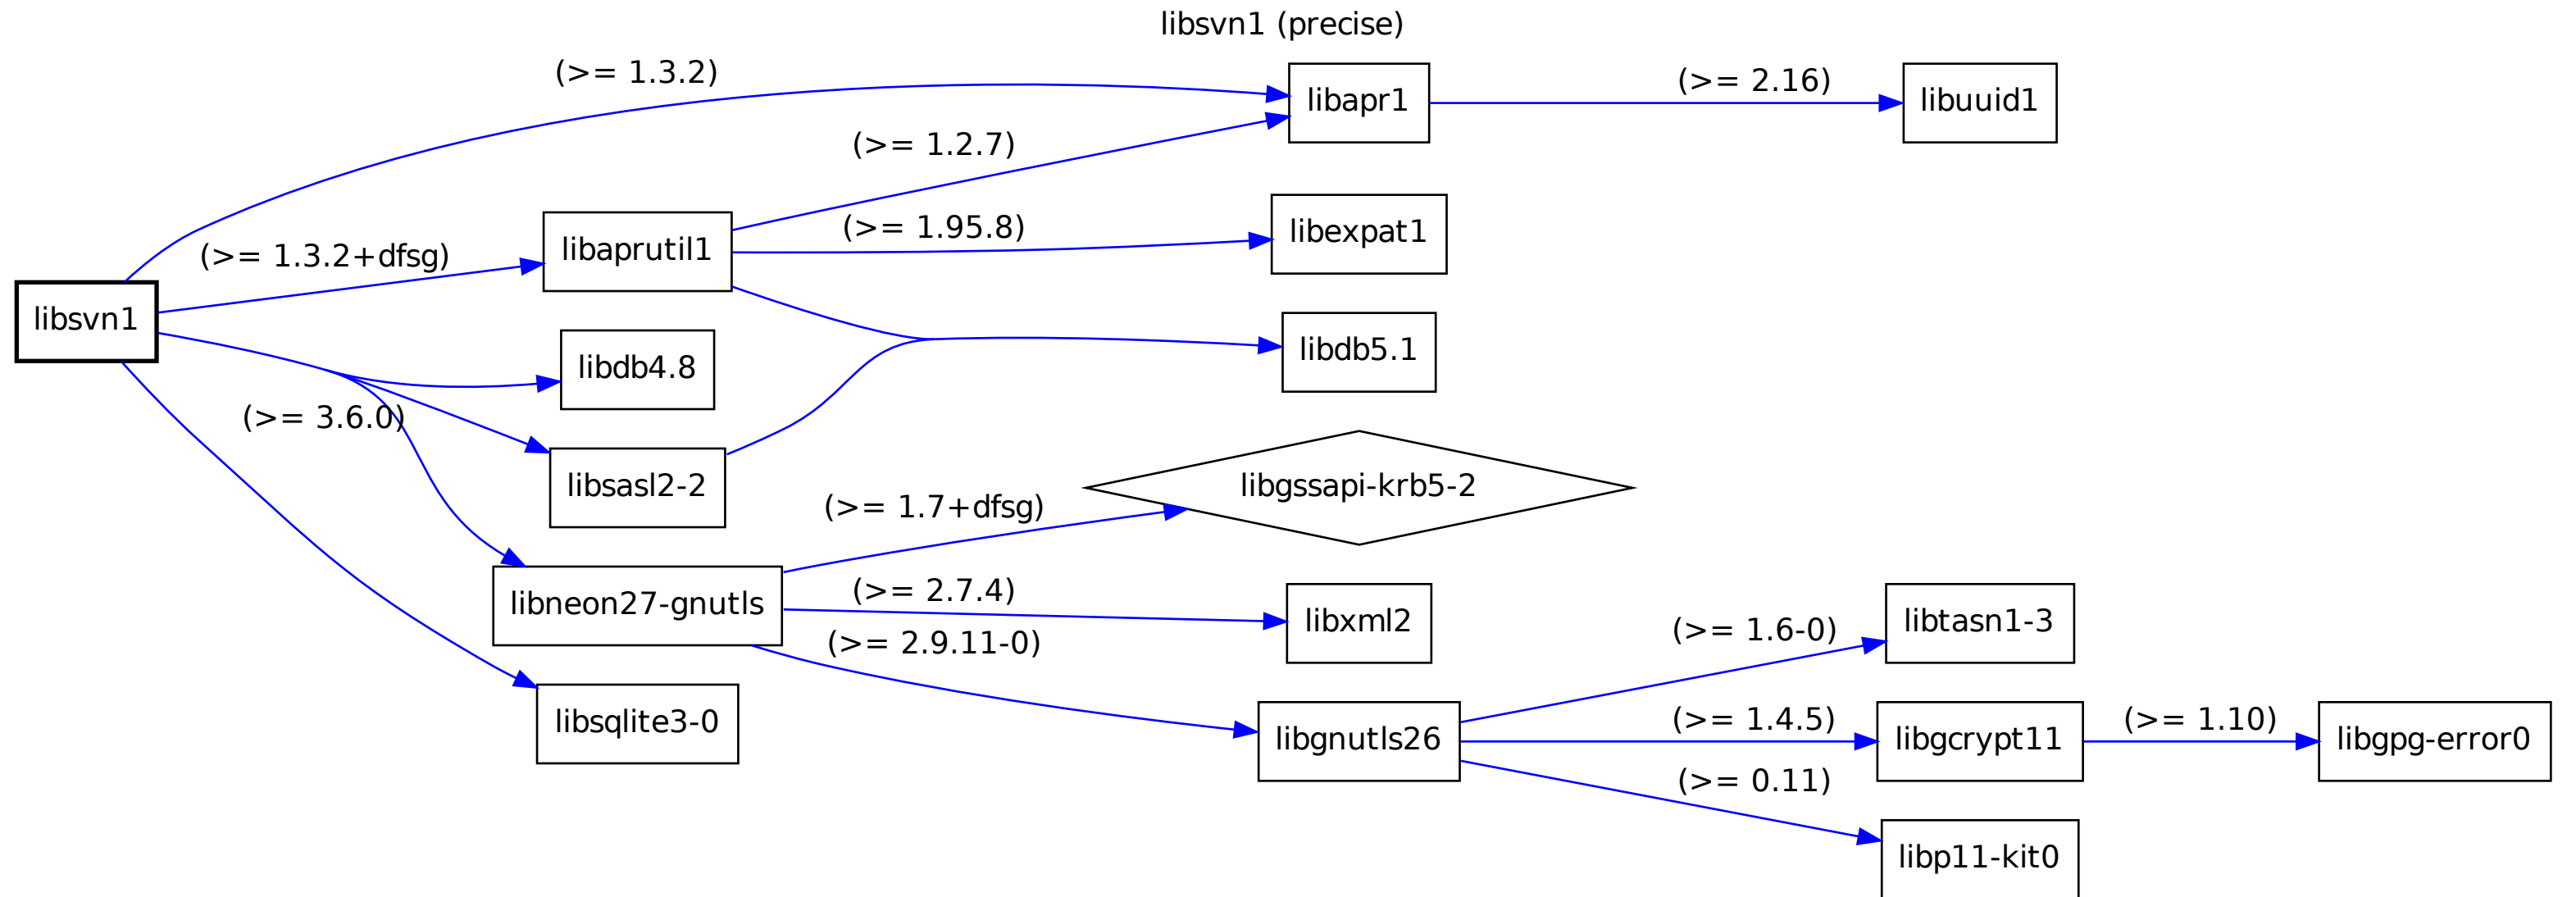 libsvn1 (precise)
(>= 1.3.2)
libapr1
(>= 2.16)
libuuid1
(>= 1.2.7)
(>= 1.95.8)
libexpat1
(>= 1.3.2+dfsg)
libaprutil1
libsvn1
libdb5.1
libdb4.8
(>= 3.6.0)
libsasl2-2
libgssapi-krb5-2
(>= 1.7+dfsg)
libneon27-gnutls
(>= 2.7.4)
libxml2
(>= 1.6-0)
libtasn1-3
(>= 2.9.11-0)
libsqlite3-0
libgnutls26
(>= 1.4.5)
libgcrypt11
(>= 1.10)
libgpg-error0
(>= 0.11)
libp11-kit0